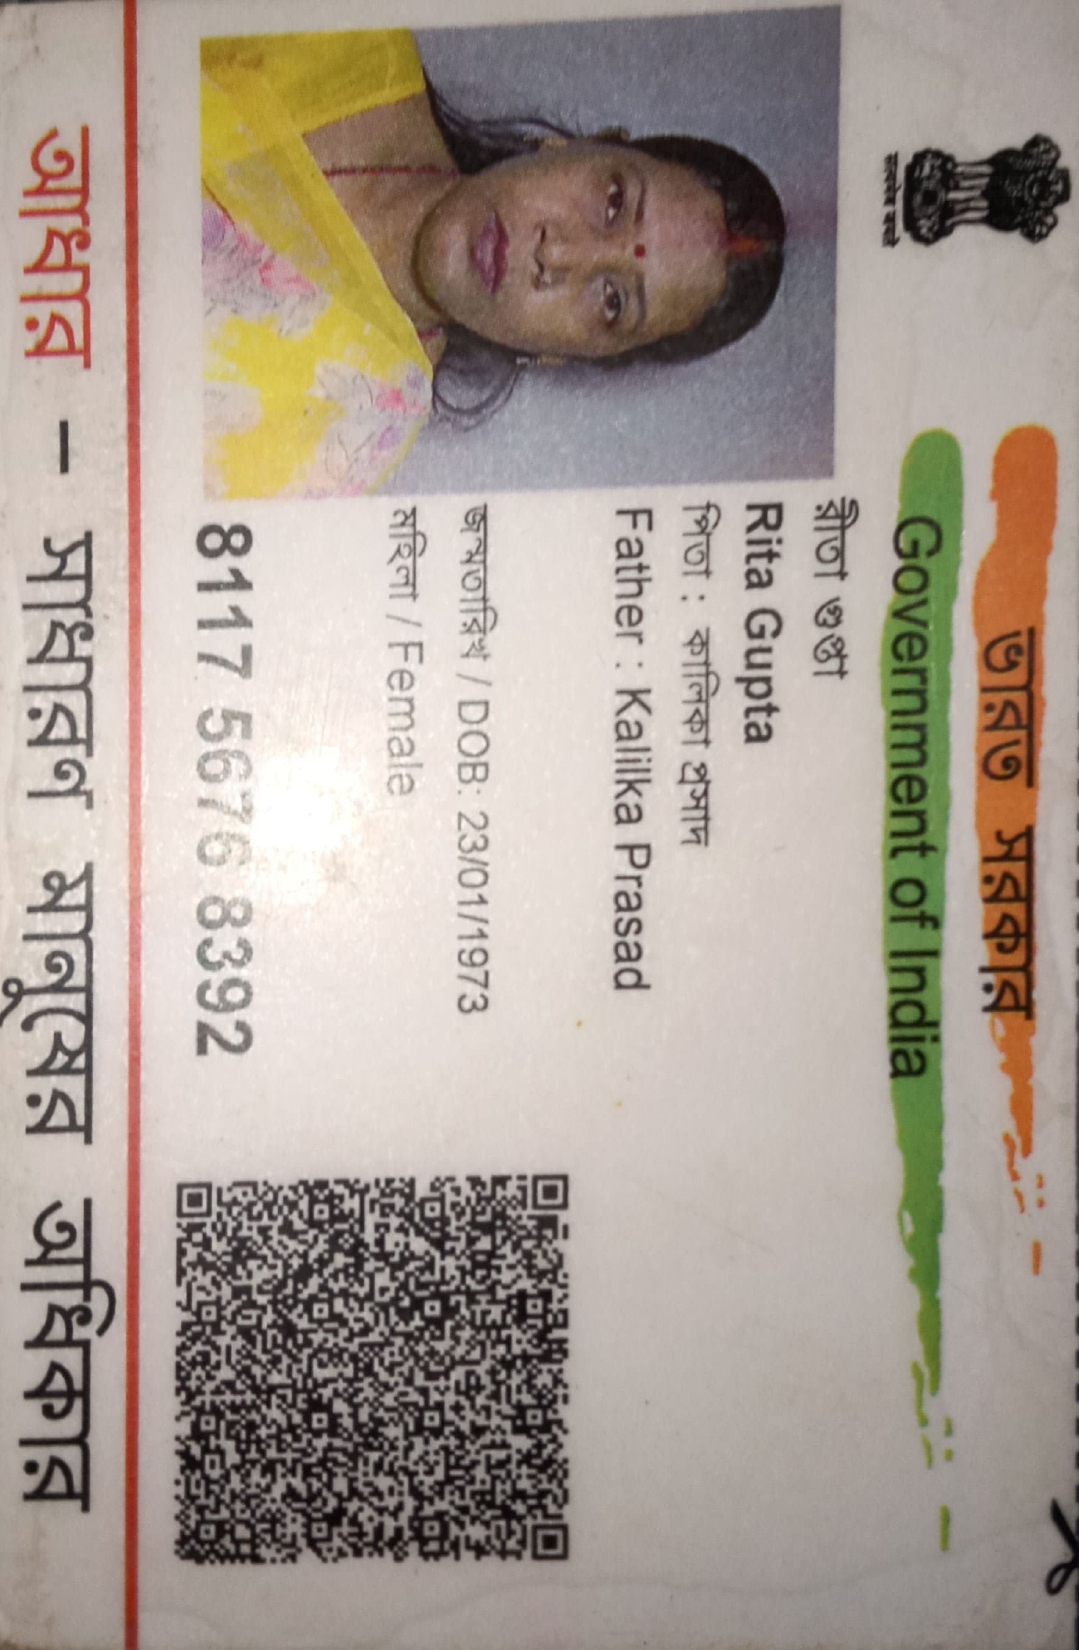 ভারত সরকার
Government of India
रীতা গুপ্তা
Rita Gupta
পিতা : কালিকা প্রসাদ
Father : Kalilka Prasad
জন্মতারিখ / DOB: 23/01/1973
মহিলা / Female
8117 5676 8392
আধার – সাধারণ মানুষের অধিকার